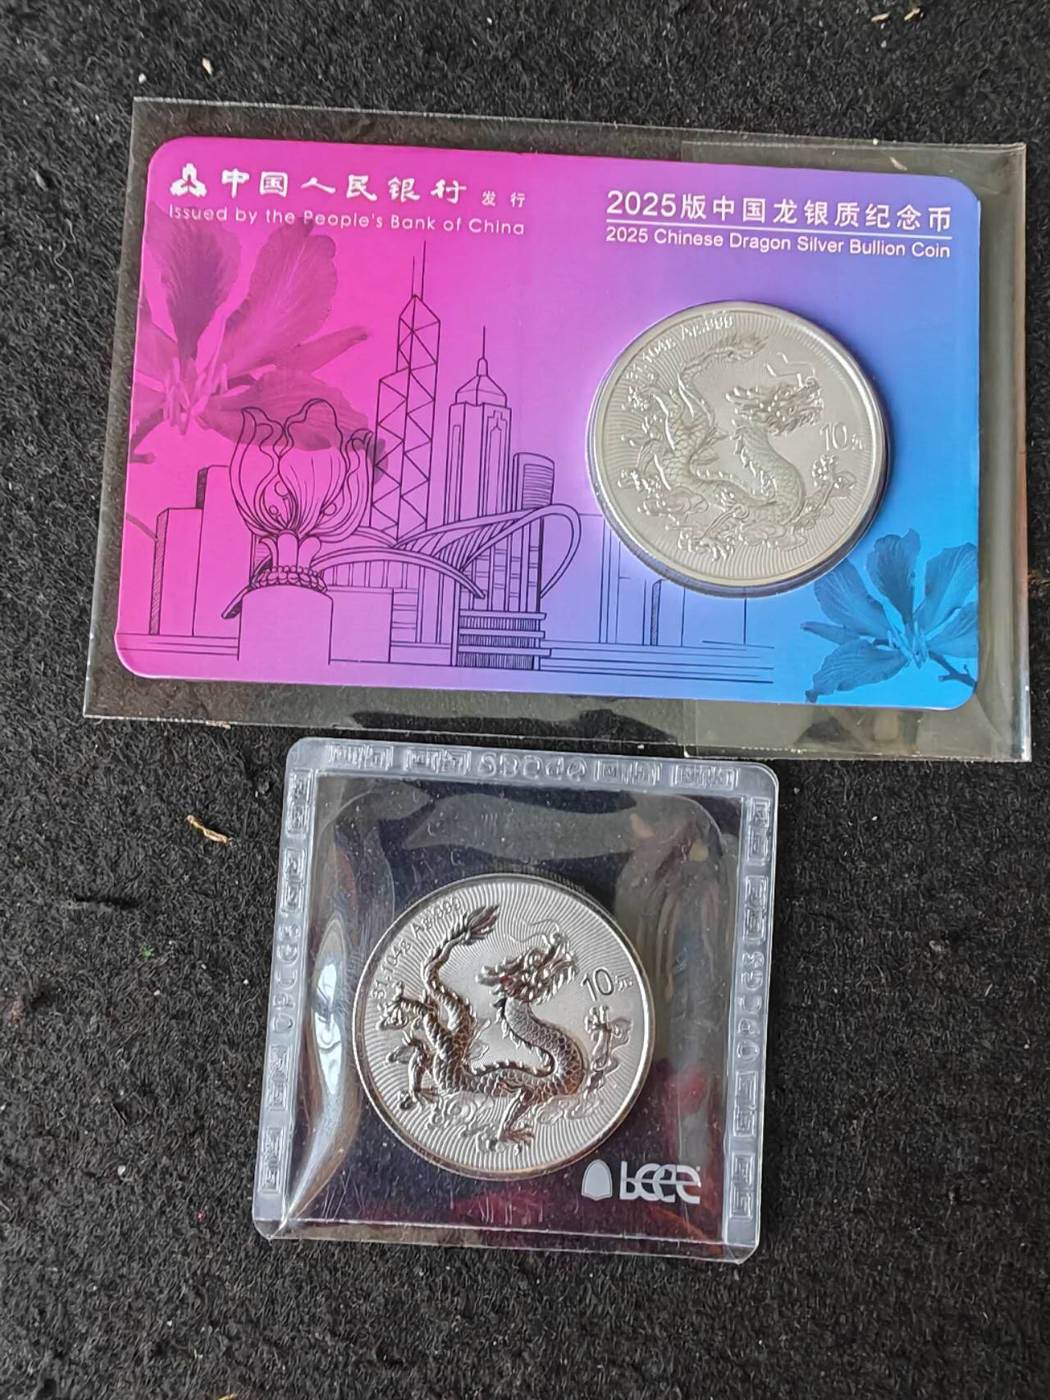 中国人民银行 发行
Issued by the People's Bank of China
2025版中国龙银质纪念币
2025 Chinese Dragon Silver Bullion Coin
10元
10元